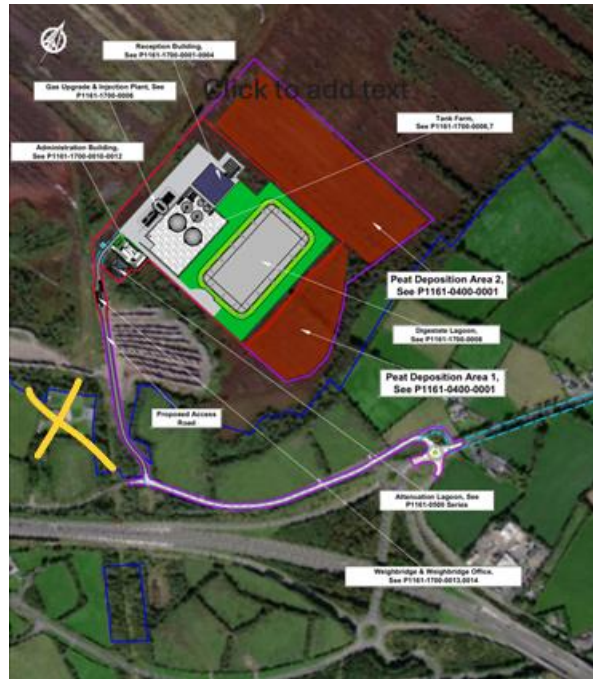 Reception Building,
See P1161-1700-0001-0004
Click to add text
Gas Upgrade & Injection Plant, See
P1161-1700-0006
Tank Farm,
See P1161-1700-0006,7
Administration Building,
See P1161-1700-0010-0012
Peat Deposition Area 2,
See P1161-0400-0001
Digestate Lagoon,
See P1161-1700-0008
Peat Deposition Area 1,
See P1161-0400-0001
Proposed Access
Road
Attenuation Lagoon, See
P1161-0500 Series
Weighbridge & Weighbridge Office,
See P1161-1700-0013,0014